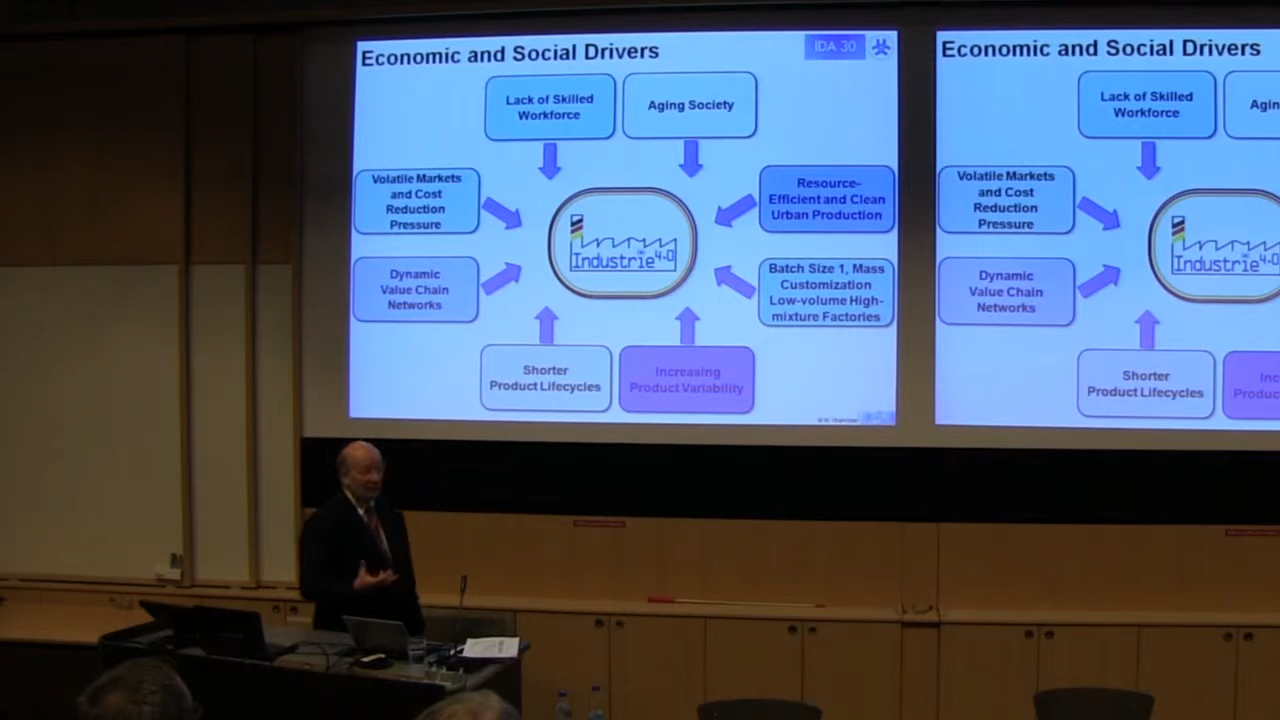 Economic and Social Drivers
IDA 30
Lack of Skilled
Workforce
Aging Society
Volatile Markets
and Cost
Reduction
Pressure
Resource-
Efficient and Clean
Urban Production
Industrie 4.0
Dynamic
Value Chain
Networks
Batch Size 1, Mass
Customization
Low-volume High-
mixture Factories
Shorter
Product Lifecycles
Increasing
Product Variability
Economic and Social Drivers
Lack of Skilled
Workforce
Agin
Volatile Markets
and Cost
Reduction
Pressure
Industrie 4.0
Dynamic
Value Chain
Networks
Shorter
Product Lifecycles
Inc
Produc